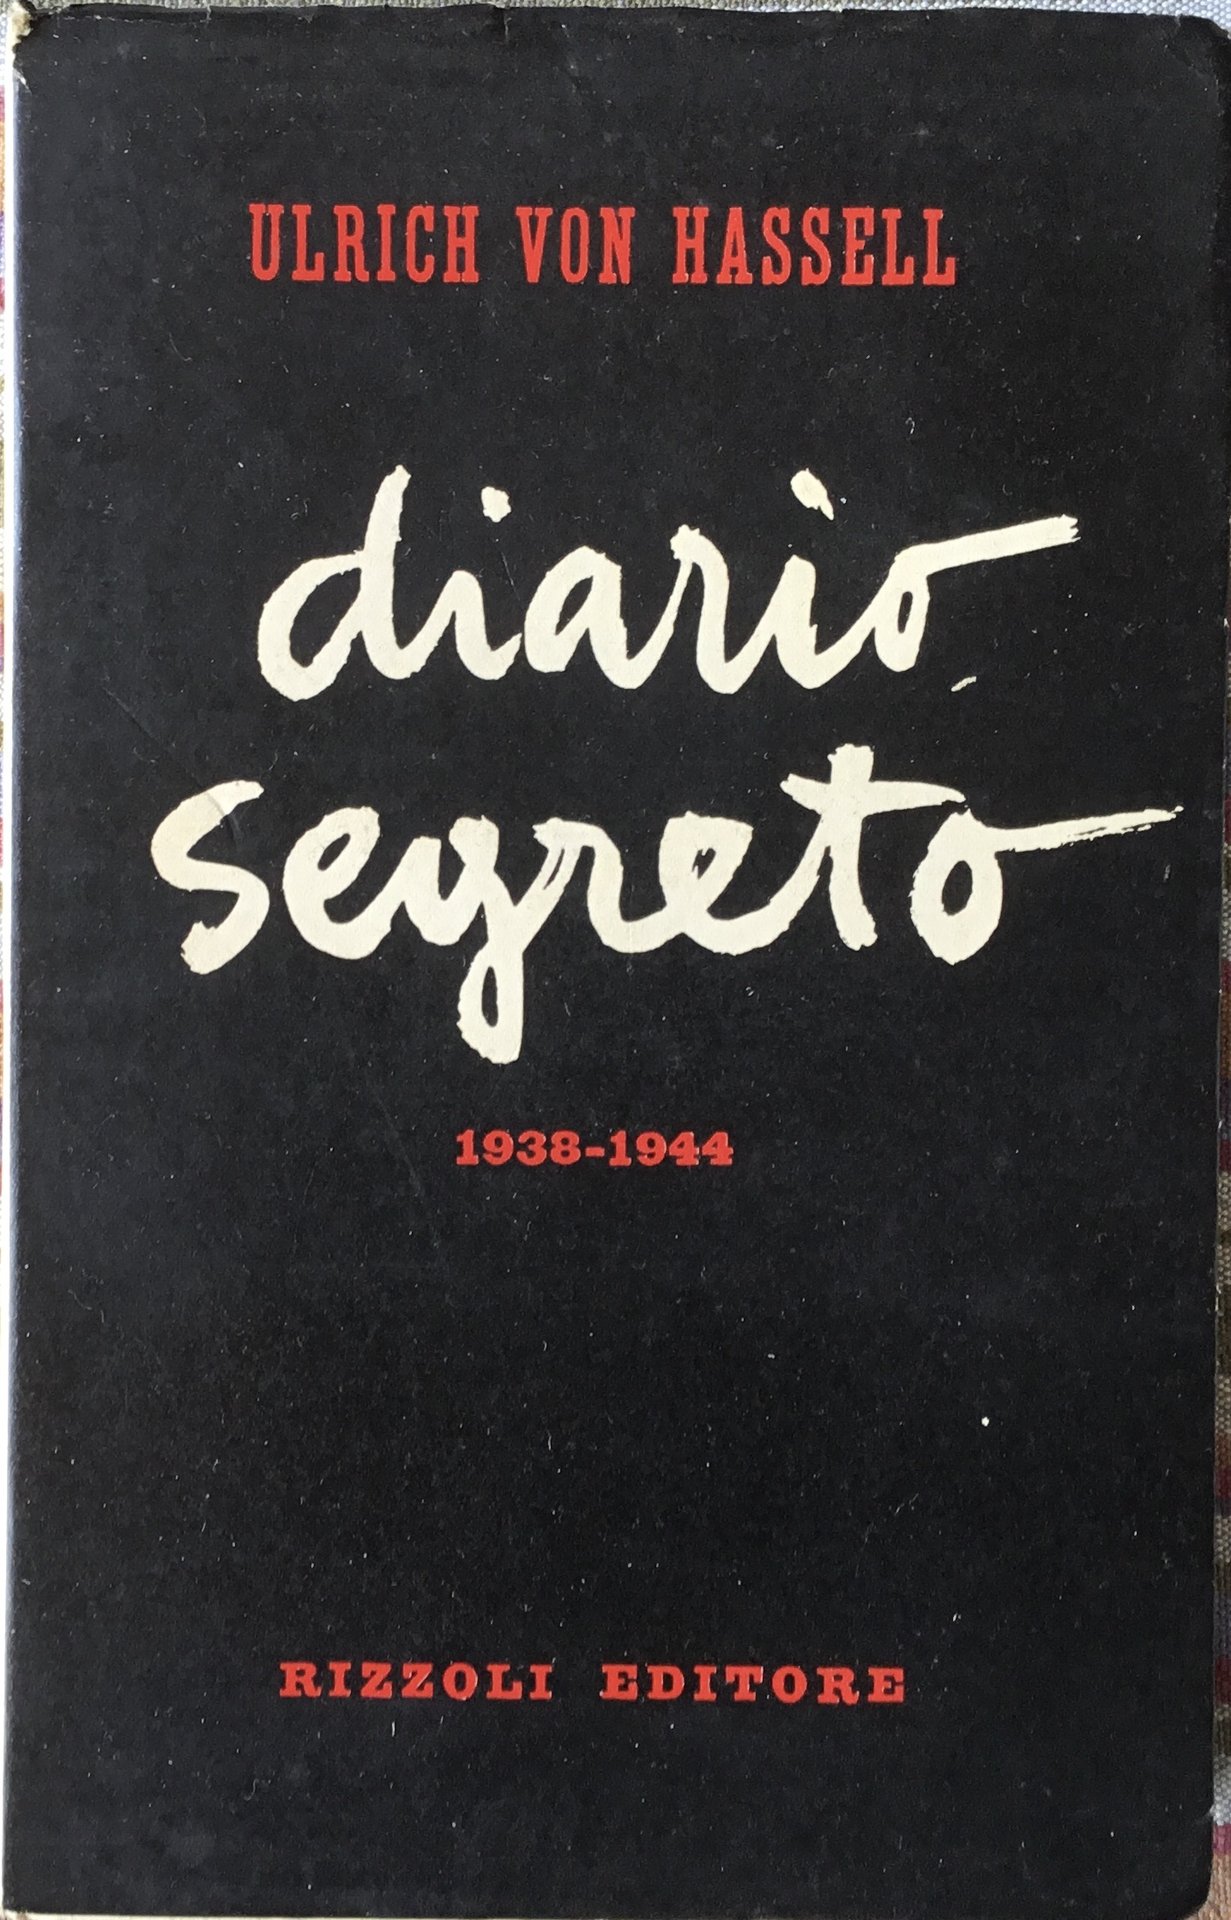 ULRICH VON HASSELL
diario
segreto
1938-1944
RIZZOLI EDITORE